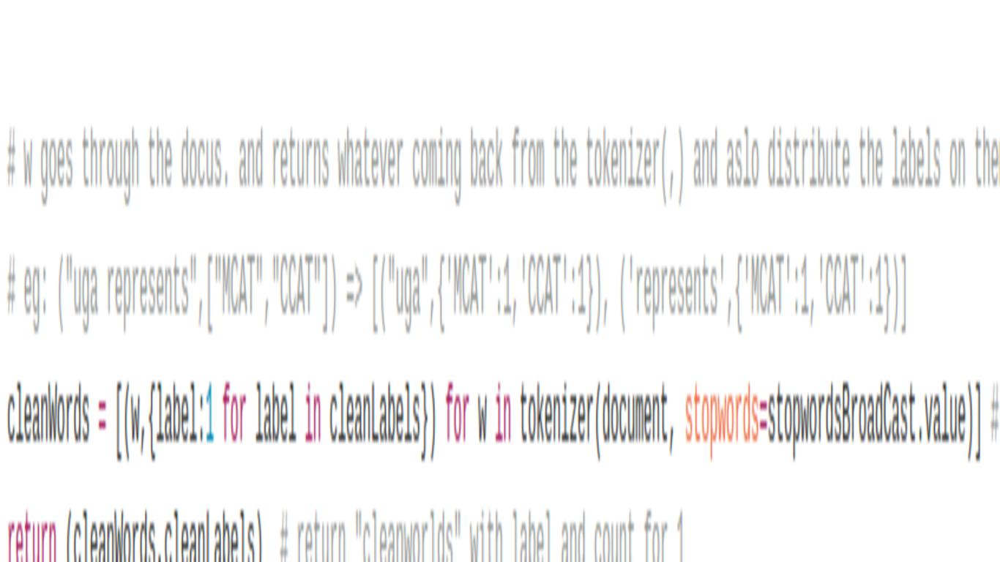 # w goes through the docus. and returns whatever coming back from the tokenizer(,) and aslo distribute the labels on
# eg: ("uga represents",["MCAT","CCAT"]) => [("uga",{'MCAT':1,'CCAT':1}), ('represents',{'MCAT':1,'CCAT':1})]
cleanWords = [(w,{label:1 for label in cleanLabels}) for w in tokenizer(document, stopwords=stopwordsBroadCast.value)] #
return (cleanWords,cleanLabels) # return "cleanworlds" with label and count for 1